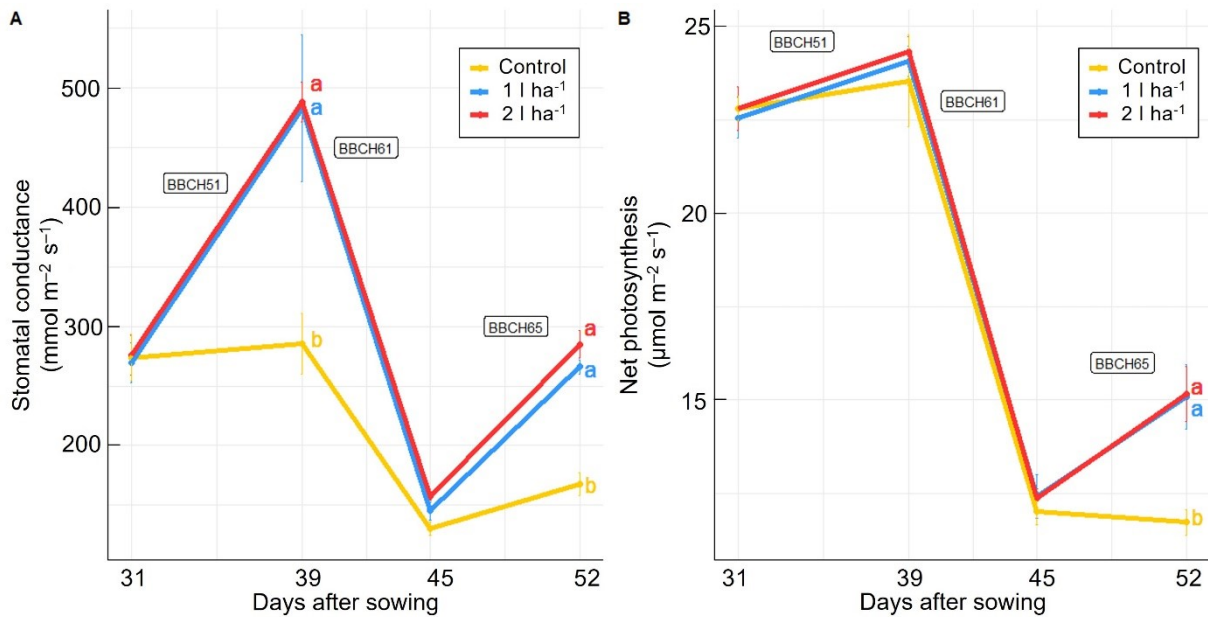 A
Stomatal conductance
(mmol m⁻² s⁻¹)
500
400
300
200
BBCH51
BBCH61
BBCH65
Control
1 l ha⁻¹
2 l ha⁻¹
a
a
b
a
a
b
31
39
45
52
Days after sowing
B
Net photosynthesis
(µmol m⁻² s⁻¹)
25
20
15
BBCH51
BBCH61
BBCH65
Control
1 l ha⁻¹
2 l ha⁻¹
a
a
b
31
39
45
52
Days after sowing